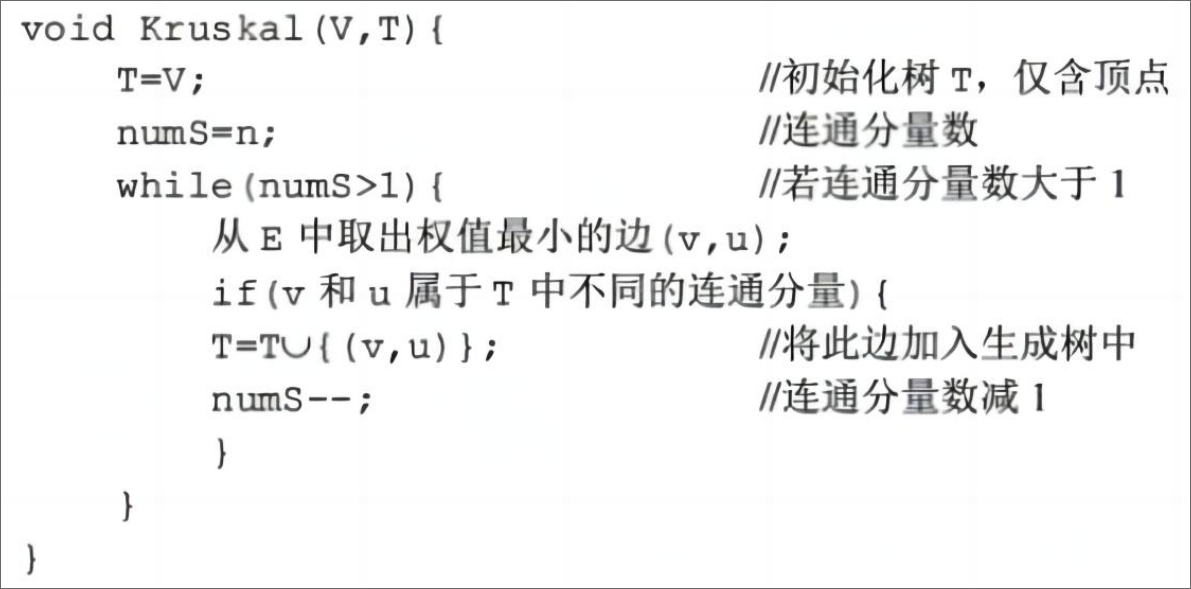 void Kruskal(V,T){
T=V; //初始化树 T，仅含顶点
numS=n; //连通分量数
while(numS>1){ //若连通分量数大于 1
从 E 中取出权值最小的边(v,u);
if(v 和 u 属于 T 中不同的连通分量){
T=T∪{(v,u)}; //将此边加入生成树中
numS--; //连通分量数减 1
}
}
}